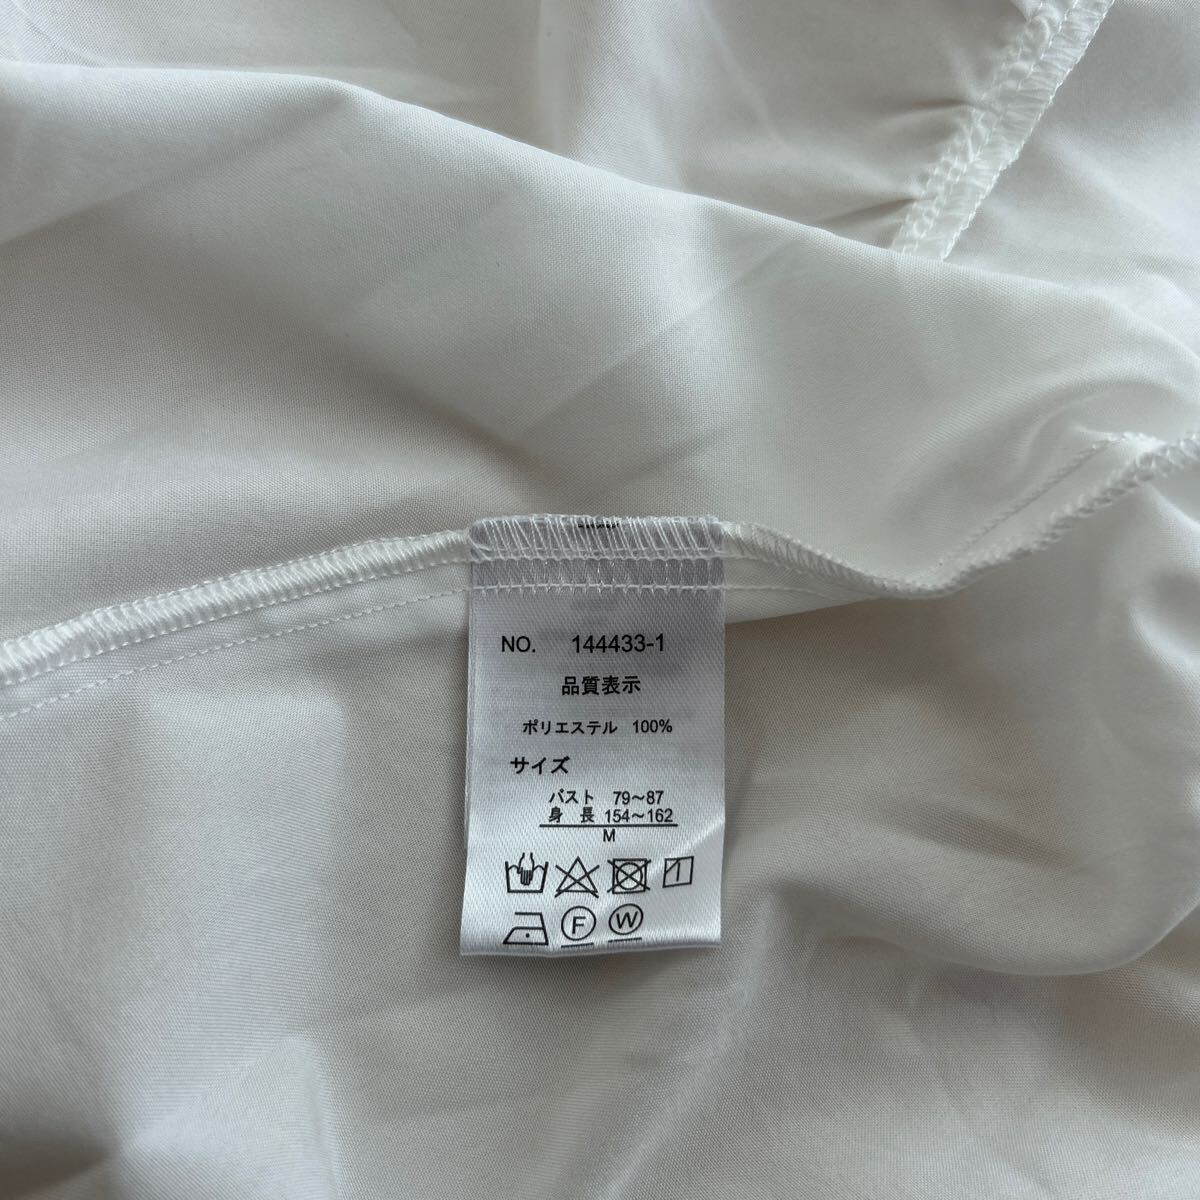 NO. 144433-1
品質表示
ポリエステル 100%
サイズ
バスト 79～87
身 長 154～162
M
F W